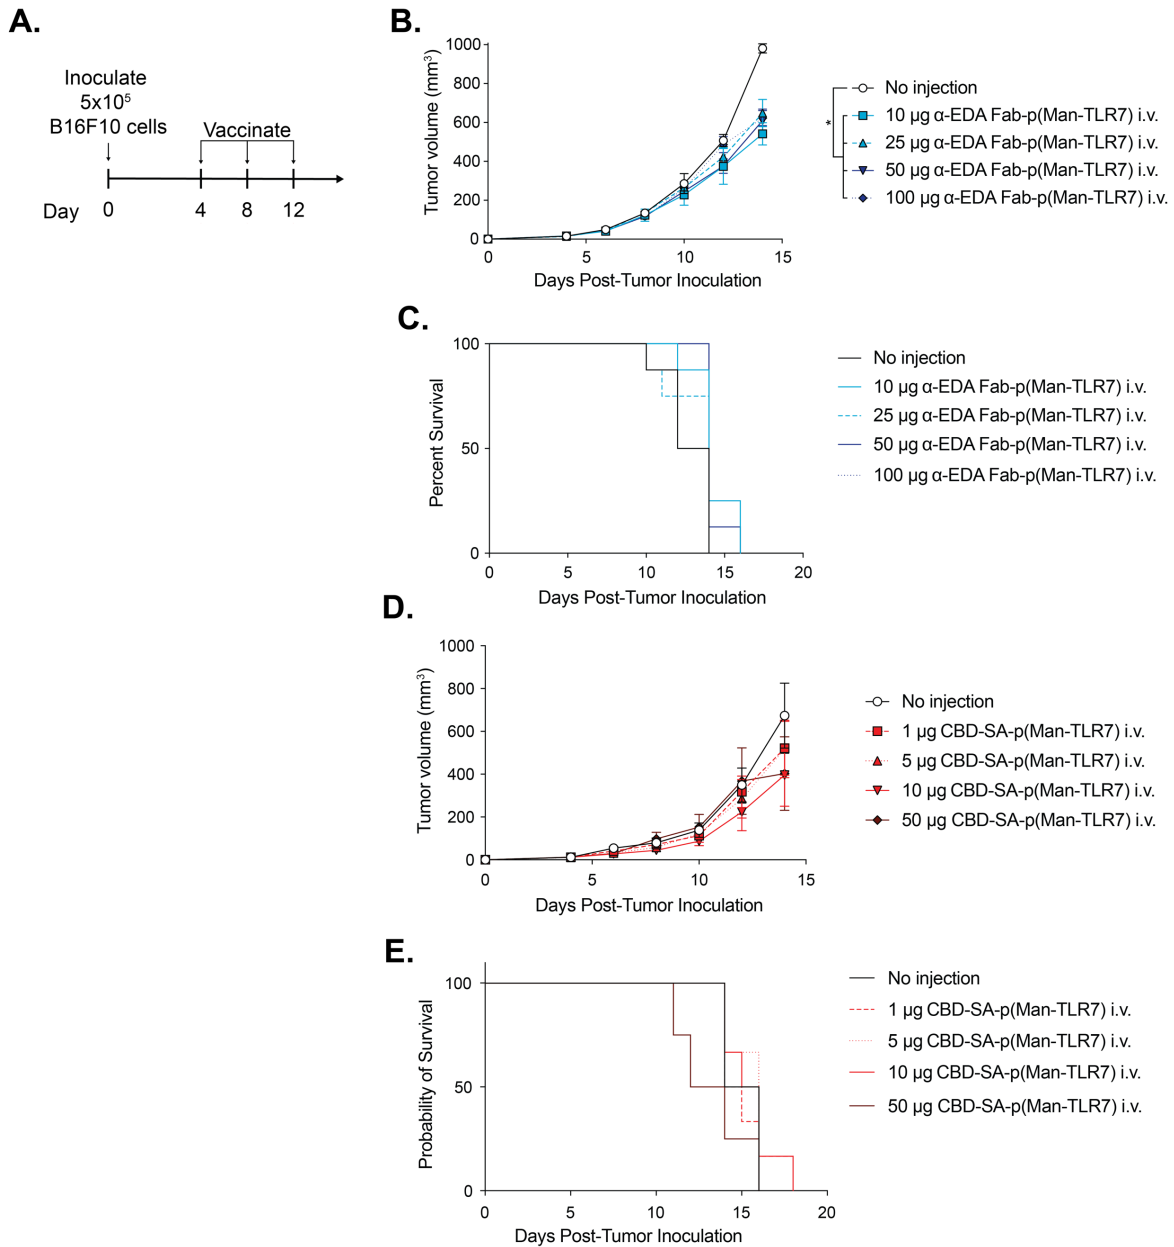 A.
Inoculate
5x10⁵
B16F10 cells
Vaccinate
Day 0 4 8 12
B.
Tumor volume (mm³)
1000
800
600
400
200
0
0 5 10 15
Days Post-Tumor Inoculation
No injection
*
10 µg α-EDA Fab-p(Man-TLR7) i.v.
25 µg α-EDA Fab-p(Man-TLR7) i.v.
50 µg α-EDA Fab-p(Man-TLR7) i.v.
100 µg α-EDA Fab-p(Man-TLR7) i.v.
C.
Percent Survival
100
50
0
0 5 10 15 20
Days Post-Tumor Inoculation
No injection
10 µg α-EDA Fab-p(Man-TLR7) i.v.
25 µg α-EDA Fab-p(Man-TLR7) i.v.
50 µg α-EDA Fab-p(Man-TLR7) i.v.
100 µg α-EDA Fab-p(Man-TLR7) i.v.
D.
Tumor volume (mm³)
1000
800
600
400
200
0
0 5 10 15
Days Post-Tumor Inoculation
No injection
1 µg CBD-SA-p(Man-TLR7) i.v.
5 µg CBD-SA-p(Man-TLR7) i.v.
10 µg CBD-SA-p(Man-TLR7) i.v.
50 µg CBD-SA-p(Man-TLR7) i.v.
E.
Probability of Survival
100
50
0
0 5 10 15 20
Days Post-Tumor Inoculation
No injection
1 µg CBD-SA-p(Man-TLR7) i.v.
5 µg CBD-SA-p(Man-TLR7) i.v.
10 µg CBD-SA-p(Man-TLR7) i.v.
50 µg CBD-SA-p(Man-TLR7) i.v.